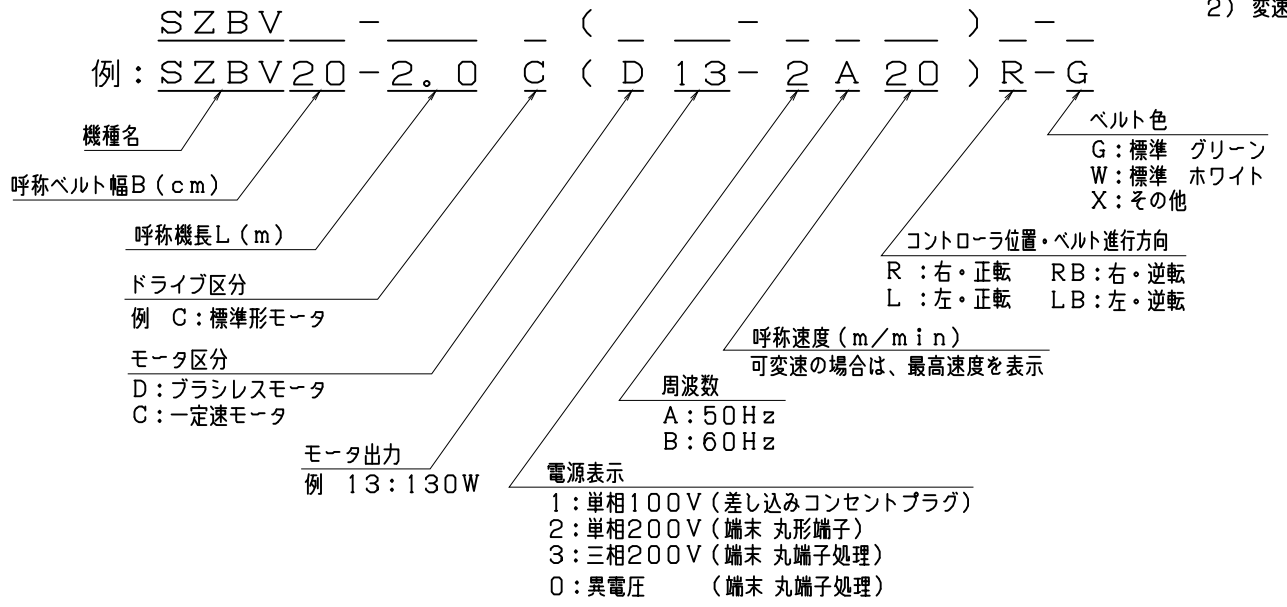 2) 変速
SZBV__-___ _(_ __-_ _ __)_-_
例:SZBV20-2.0 C(D13-2A20)R-G
機種名
呼称ベルト幅B(cm)
呼称機長L(m)
ドライブ区分
例 C:標準形モータ
モータ区分
D:ブラシレスモータ
C:一定速モータ
モータ出力
例 13:130W
電源表示
1:単相100V(差し込みコンセントプラグ)
2:単相200V(端末 丸形端子)
3:三相200V(端末 丸端子処理)
0:異電圧 (端末 丸端子処理)
周波数
A:50Hz
B:60Hz
呼称速度(m/min)
可変速の場合は、最高速度を表示
コントローラ位置・ベルト進行方向
R :右・正転 RB:右・逆転
L :左・正転 LB:左・逆転
ベルト色
G:標準 グリーン
W:標準 ホワイト
X:その他